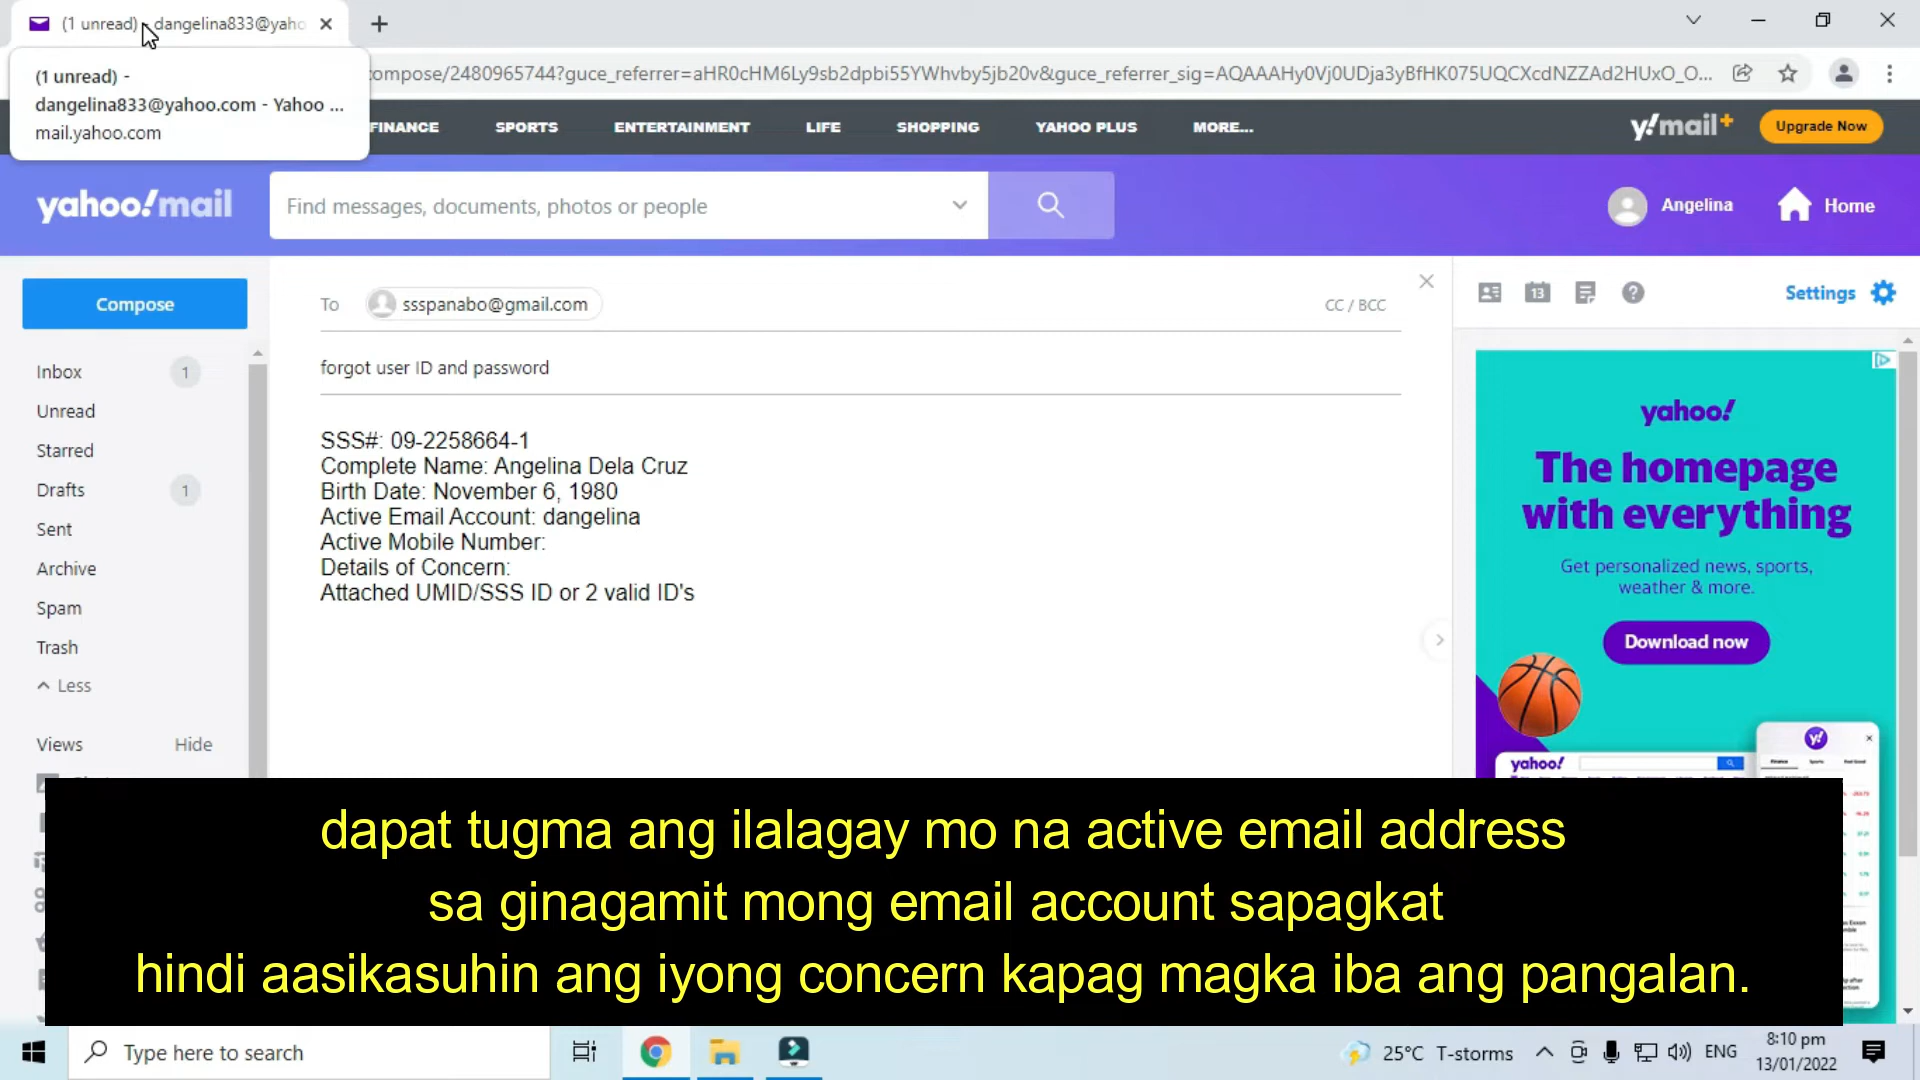 (1 unread) - dangelina833@yaho
(1 unread) -
dangelina833@yahoo.com - Yahoo ...
mail.yahoo.com
ompose/2480965744?guce_referrer=aHR0cHM6Ly9sb2dpbi55YWhvby5jb20v&guce_referrer_sig=AQAAAHy0Vj0UDja3yBfHK075UQCXcdNZZAd2HUxO_O...
FINANCE SPORTS ENTERTAINMENT LIFE SHOPPING YAHOO PLUS MORE... y!mail+ Upgrade Now
yahoo!mail Find messages, documents, photos or people Angelina Home
Compose
To ssspanabo@gmail.com CC / BCC
13 Settings
forgot user ID and password
Inbox 1
Unread
Starred
Drafts 1
Sent
Archive
Spam
Trash
Less
Views Hide
SSS#: 09-2258664-1
Complete Name: Angelina Dela Cruz
Birth Date: November 6, 1980
Active Email Account: dangelina
Active Mobile Number:
Details of Concern:
Attached UMID/SSS ID or 2 valid ID's
yahoo!
The homepage
with everything
Get personalized news, sports,
weather & more.
Download now
yahoo!
y!
dapat tugma ang ilalagay mo na active email address
sa ginagamit mong email account sapagkat
hindi aasikasuhin ang iyong concern kapag magka iba ang pangalan.
Type here to search
25°C T-storms ENG
8:10 pm
13/01/2022